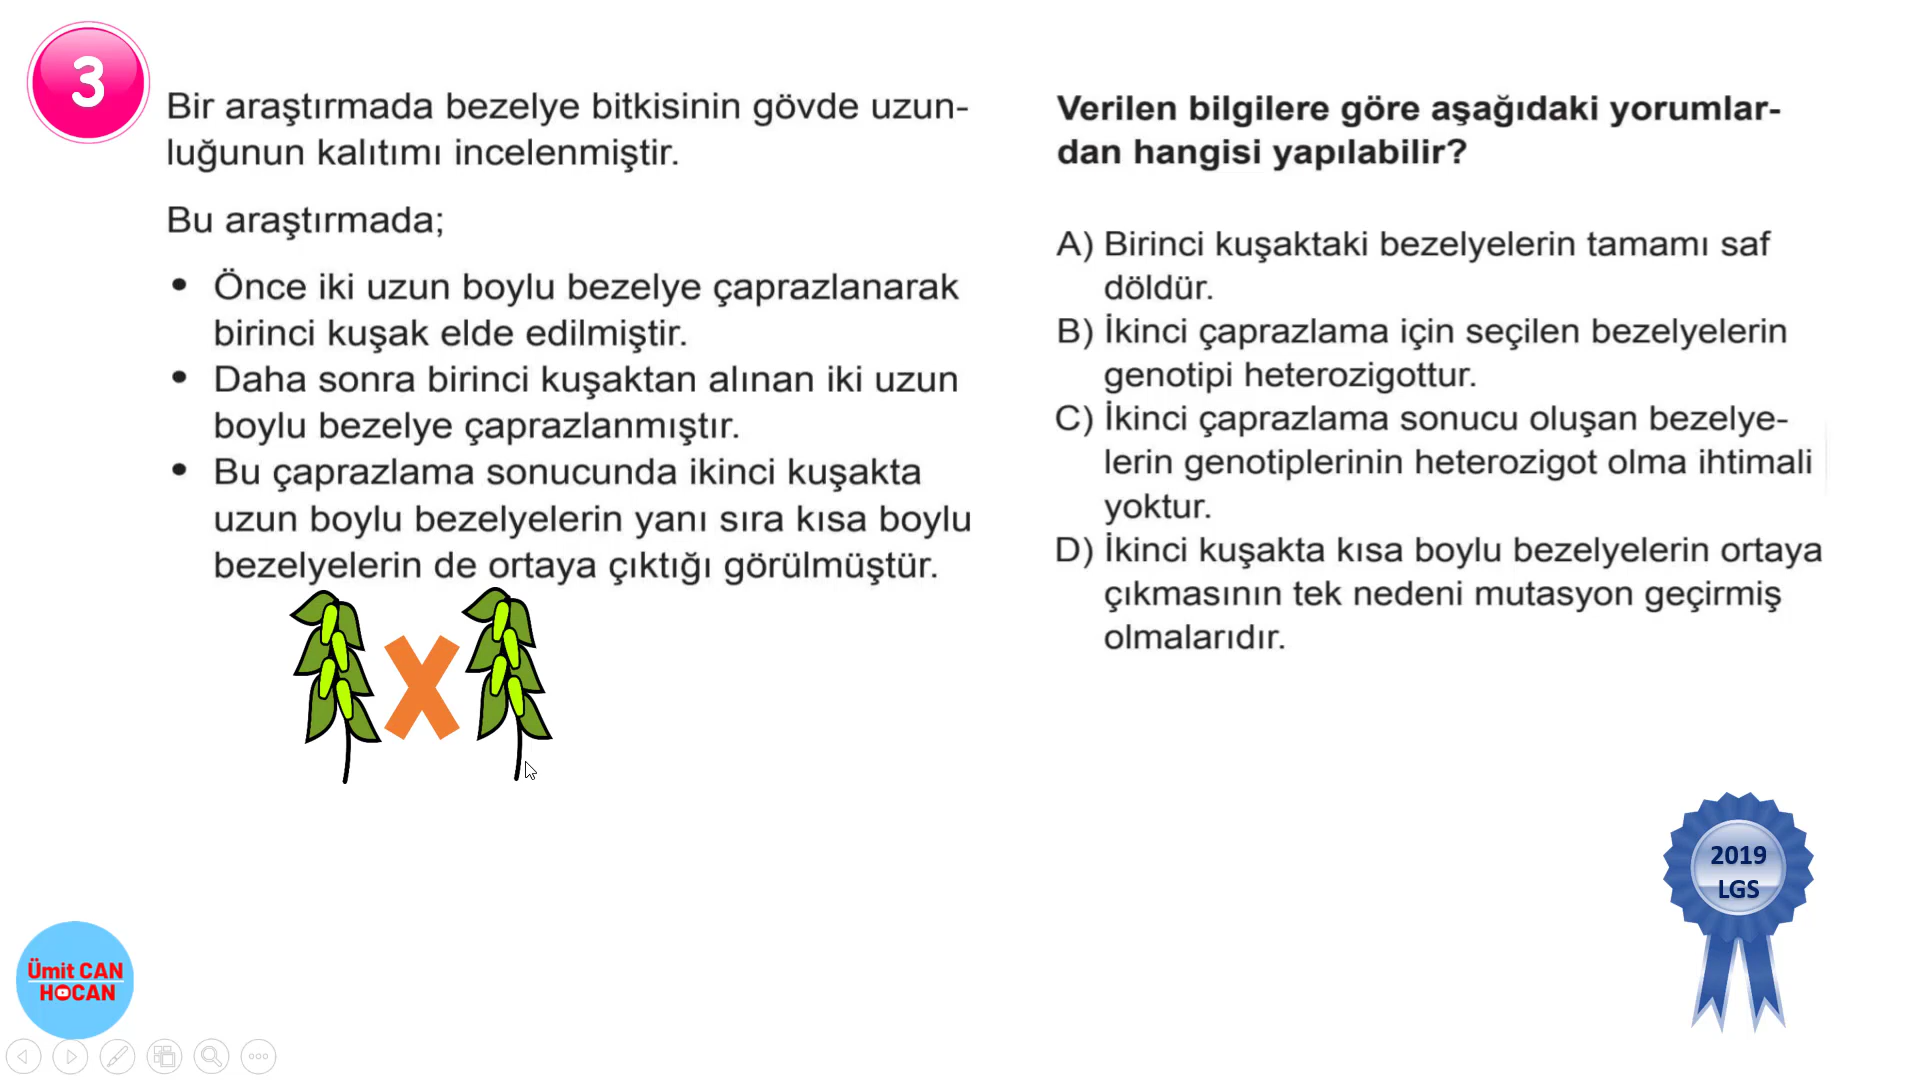 3
Bir araştırmada bezelye bitkisinin gövde uzun-
luğunun kalıtımı incelenmiştir.
Bu araştırmada;
• Önce iki uzun boylu bezelye çaprazlanarak
birinci kuşak elde edilmiştir.
• Daha sonra birinci kuşaktan alınan iki uzun
boylu bezelye çaprazlanmıştır.
• Bu çaprazlama sonucunda ikinci kuşakta
uzun boylu bezelyelerin yanı sıra kısa boylu
bezelyelerin de ortaya çıktığı görülmüştür.
X
Verilen bilgilere göre aşağıdaki yorumlar-
dan hangisi yapılabilir?
A) Birinci kuşaktaki bezelyelerin tamamı saf
döldür.
B) İkinci çaprazlama için seçilen bezelyelerin
genotipi heterozigottur.
C) İkinci çaprazlama sonucu oluşan bezelye-
lerin genotiplerinin heterozigot olma ihtimali
yoktur.
D) İkinci kuşakta kısa boylu bezelyelerin ortaya
çıkmasının tek nedeni mutasyon geçirmiş
olmalarıdır.
2019
LGS
Ümit CAN
HOCAN